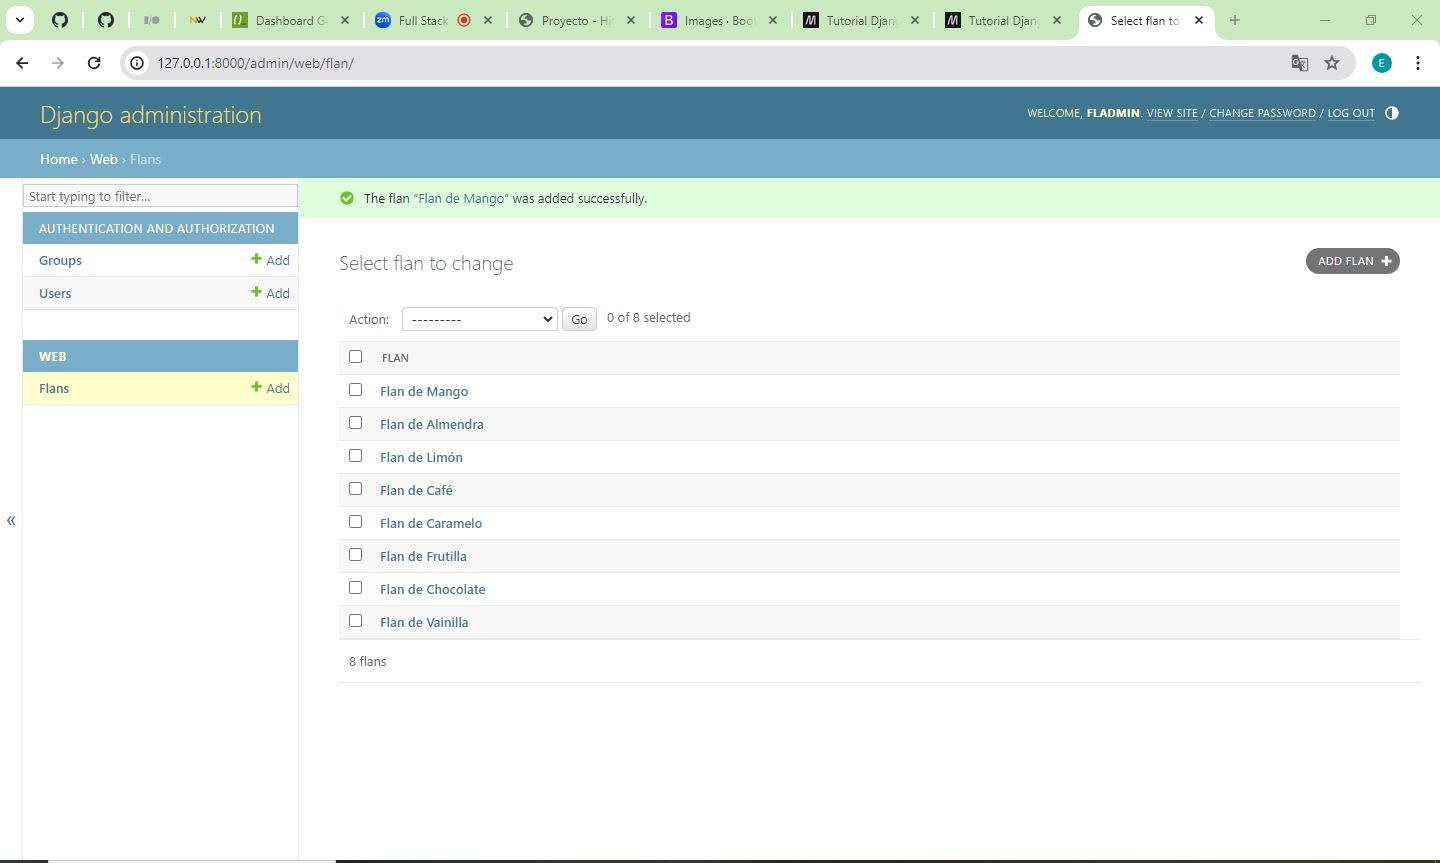 Dashboard G
Full Stack
Proyecto - Hi
Images · Boo
Tutorial Djan
Tutorial Djan
Select flan to
127.0.0.1:8000/admin/web/flan/
E
Django administration
WELCOME, FLADMIN. VIEW SITE / CHANGE PASSWORD / LOG OUT
Home › Web › Flans
Start typing to filter...
The flan “Flan de Mango” was added successfully.
AUTHENTICATION AND AUTHORIZATION
Groups + Add
Users + Add
WEB
Flans + Add
«
Select flan to change
ADD FLAN +
Action: --------- Go 0 of 8 selected
FLAN
Flan de Mango
Flan de Almendra
Flan de Limón
Flan de Café
Flan de Caramelo
Flan de Frutilla
Flan de Chocolate
Flan de Vainilla
8 flans